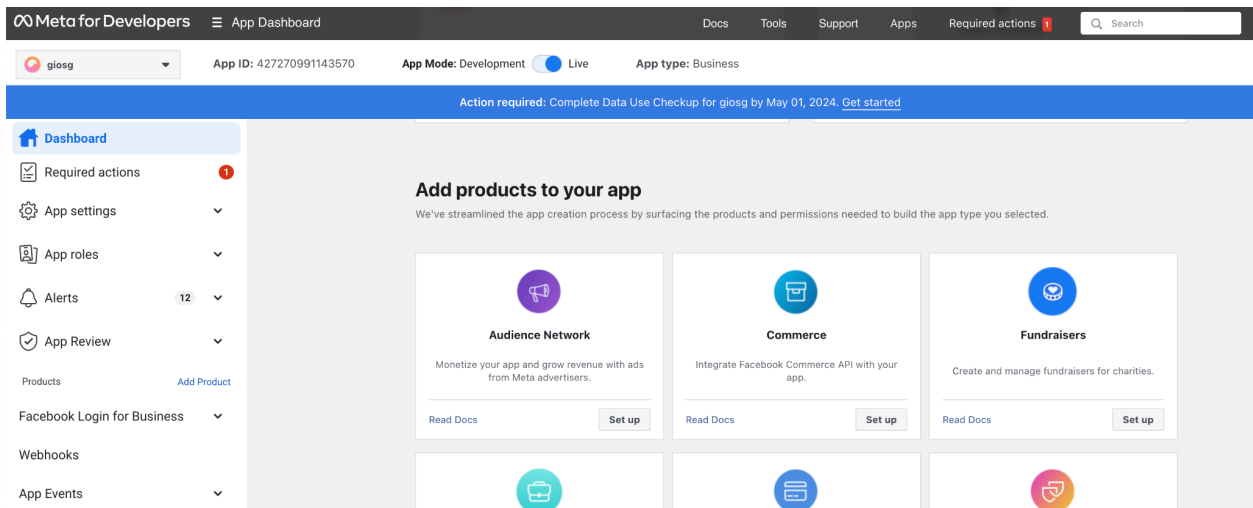 Meta for Developers
App Dashboard
Docs
Tools
Support
Apps
Required actions 1
Search
giosg
App ID: 427270991143570
App Mode: Development
Live
App type: Business
Action required: Complete Data Use Checkup for giosg by May 01, 2024. Get started
Dashboard
Required actions
1
App settings
App roles
Alerts
12
App Review
Products
Add Product
Facebook Login for Business
Webhooks
App Events
Add products to your app
We've streamlined the app creation process by surfacing the products and permissions needed to build the app type you selected.
Audience Network
Monetize your app and grow revenue with ads
from Meta advertisers.
Read Docs
Set up
Commerce
Integrate Facebook Commerce API with your
app.
Read Docs
Set up
Fundraisers
Create and manage fundraisers for charities.
Read Docs
Set up